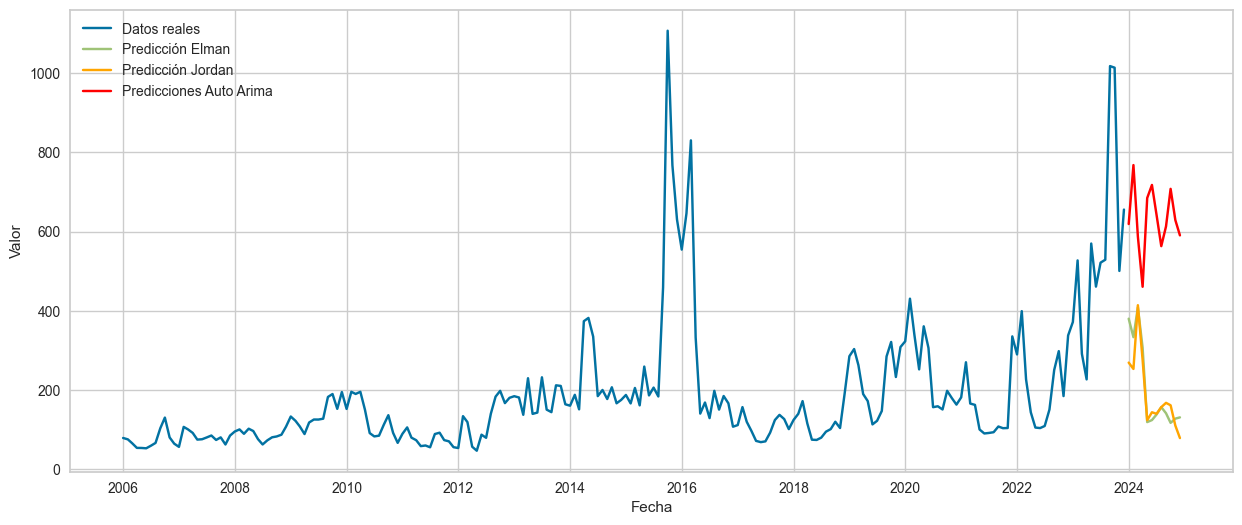 Datos reales
Predicción Elman
Predicción Jordan
Predicciones Auto Arima
Valor
1000
800
600
400
200
0
2006 2008 2010 2012 2014 2016 2018 2020 2022 2024
Fecha